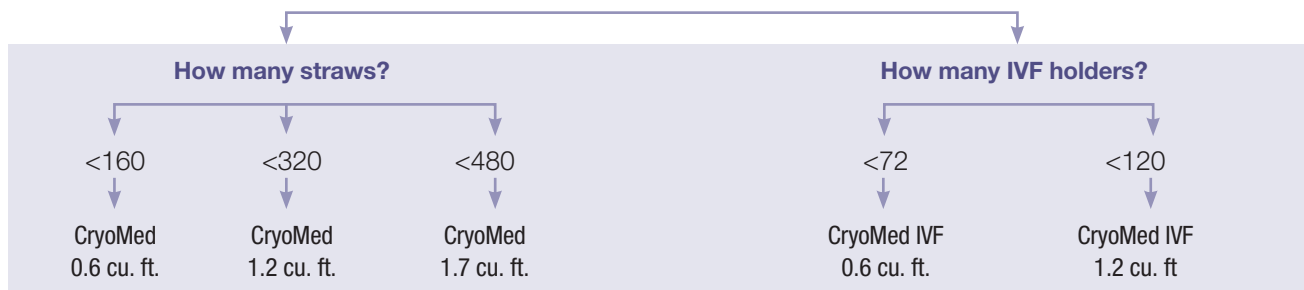 How many straws?
How many IVF holders?
<160
<320
<480
<72
<120
CryoMed
0.6 cu. ft.
CryoMed
1.2 cu. ft.
CryoMed
1.7 cu. ft.
CryoMed IVF
0.6 cu. ft.
CryoMed IVF
1.2 cu. ft